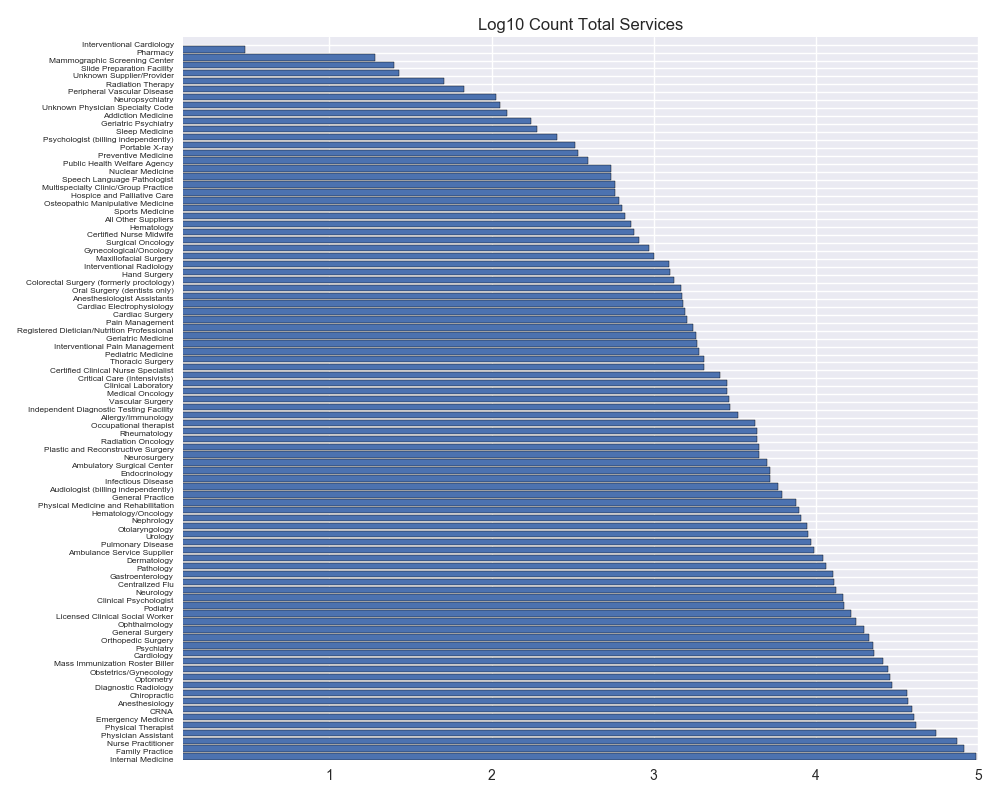 Log10 Count Total Services
Interventional Cardiology
Pharmacy
Mammographic Screening Center
Slide Preparation Facility
Unknown Supplier/Provider
Radiation Therapy
Peripheral Vascular Disease
Neuropsychiatry
Unknown Physician Specialty Code
Addiction Medicine
Geriatric Psychiatry
Sleep Medicine
Psychologist (billing independently)
Portable X-ray
Preventive Medicine
Public Health Welfare Agency
Nuclear Medicine
Speech Language Pathologist
Multispecialty Clinic/Group Practice
Hospice and Palliative Care
Osteopathic Manipulative Medicine
Sports Medicine
All Other Suppliers
Hematology
Certified Nurse Midwife
Surgical Oncology
Gynecological/Oncology
Maxillofacial Surgery
Interventional Radiology
Hand Surgery
Colorectal Surgery (formerly proctology)
Oral Surgery (dentists only)
Anesthesiologist Assistants
Cardiac Electrophysiology
Cardiac Surgery
Pain Management
Registered Dietician/Nutrition Professional
Geriatric Medicine
Interventional Pain Management
Pediatric Medicine
Thoracic Surgery
Certified Clinical Nurse Specialist
Critical Care (Intensivists)
Clinical Laboratory
Medical Oncology
Vascular Surgery
Independent Diagnostic Testing Facility
Allergy/Immunology
Occupational therapist
Rheumatology
Radiation Oncology
Plastic and Reconstructive Surgery
Neurosurgery
Ambulatory Surgical Center
Endocrinology
Infectious Disease
Audiologist (billing independently)
General Practice
Physical Medicine and Rehabilitation
Hematology/Oncology
Nephrology
Otolaryngology
Urology
Pulmonary Disease
Ambulance Service Supplier
Dermatology
Pathology
Gastroenterology
Centralized Flu
Neurology
Clinical Psychologist
Podiatry
Licensed Clinical Social Worker
Ophthalmology
General Surgery
Orthopedic Surgery
Psychiatry
Cardiology
Mass Immunization Roster Biller
Obstetrics/Gynecology
Optometry
Diagnostic Radiology
Chiropractic
Anesthesiology
CRNA
Emergency Medicine
Physical Therapist
Physician Assistant
Nurse Practitioner
Family Practice
Internal Medicine
1 2 3 4 5